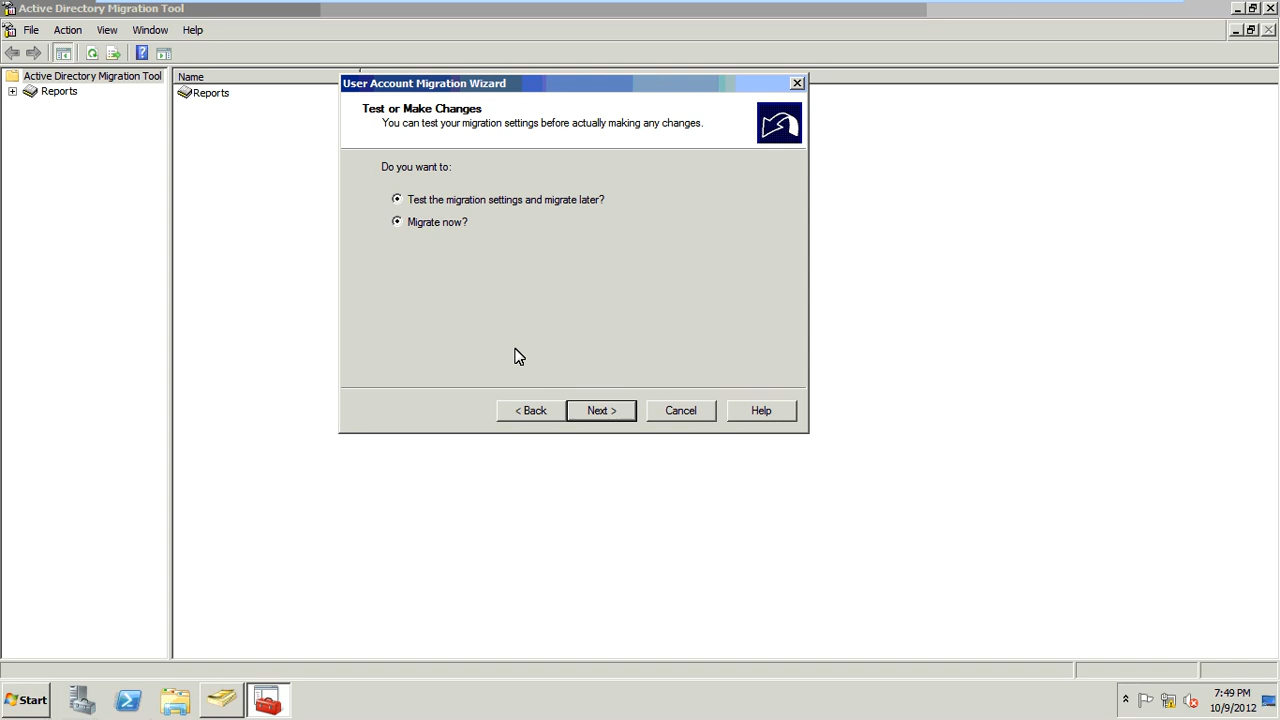 Active Directory Migration Tool
File Action View Window Help
Active Directory Migration Tool
Reports
Name
Reports
User Account Migration Wizard
Test or Make Changes
You can test your migration settings before actually making any changes.
Do you want to:
Test the migration settings and migrate later?
Migrate now?
< Back Next > Cancel Help
Start
7:49 PM
10/9/2012